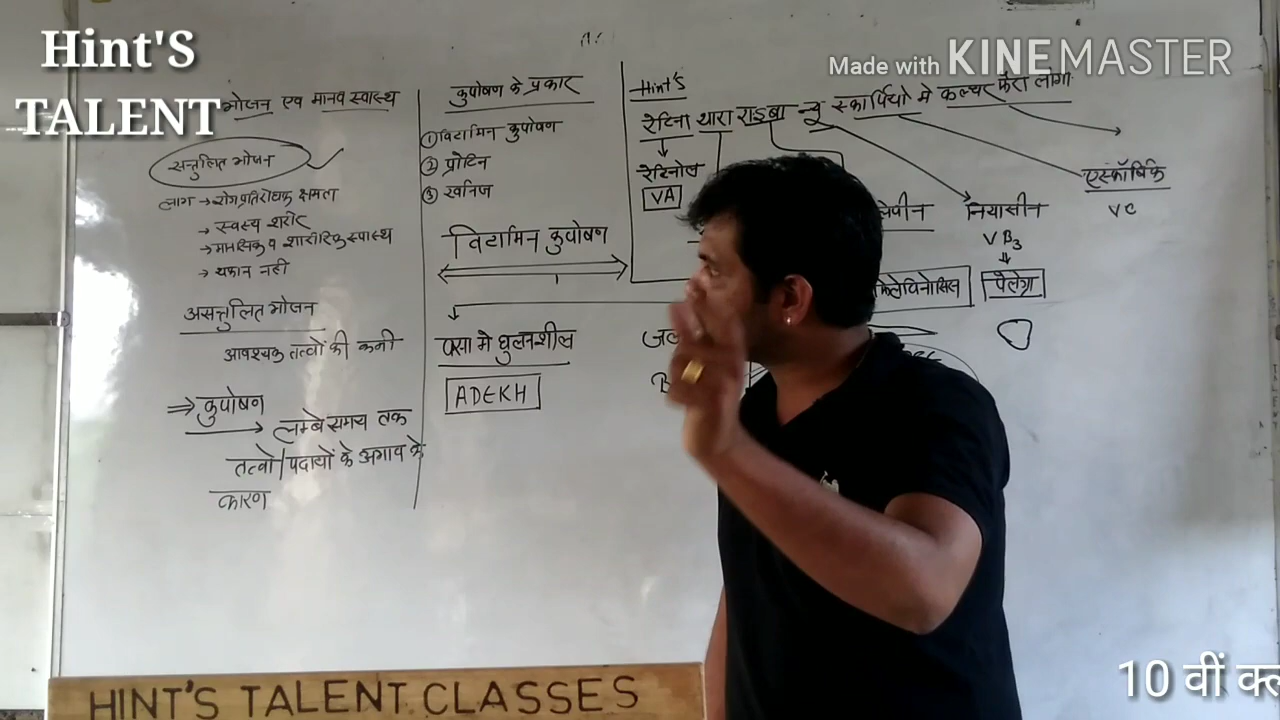 Hint'S
TALENT
Made with KINEMASTER
भोजन एवं मानव स्वास्थ्य
सन्तुलित भोजन
लाभ → रोगप्रतिरोधक क्षमता
→ स्वस्थ शरीर
→ मानसिक व शारीरिक स्वास्थ
→ थकान नही
असन्तुलित भोजन
आवश्यक तत्वों की कमी
⇒ कुपोषण
→ लम्बे समय तक
तत्वो/पदार्थो के अभाव के
कारण
कुपोषण के प्रकार
① विटामिन कुपोषण
② प्रोटिन
③ खनिज
विटामिन कुपोषण
वसा मे घुलनशील
ADEKH
जल
B
Hint's
रेटिना थारा राइबा न्यू स्कार्पियो मे कल्चर फेरा लोगा
रेटिनोल
VA
नियासीन
VB3
पेलेग्रा
एस्कॉर्बिक
VC
HINT'S TALENT CLASSES
10 वीं